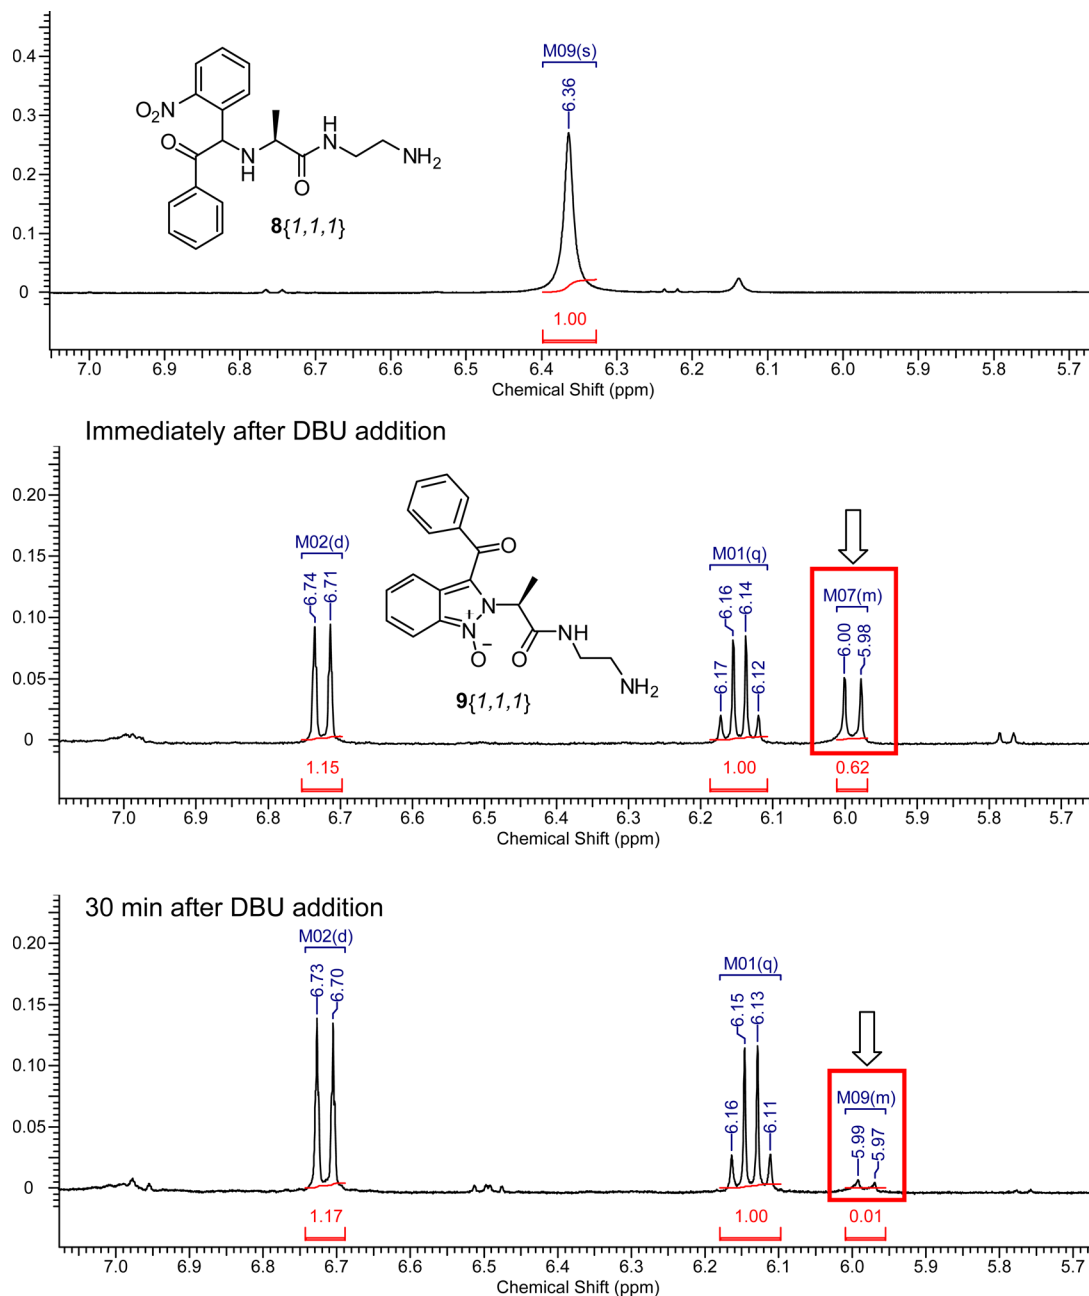 0.4
0.3
0.2
0.1
0
M09(s)
6.36
NO2
O
N
H
O
H
N
NH2
8{1,1,1}
1.00
7.0 6.9 6.8 6.7 6.6 6.5 6.4 6.3 6.2 6.1 6.0 5.9 5.8 5.7
Chemical Shift (ppm)
Immediately after DBU addition
0.20
0.15
0.10
0.05
0
M02(d)
6.74 6.71
O
N
N
+
O
−
O
NH
NH2
9{1,1,1}
M01(q)
6.17 6.16 6.14 6.12
M07(m)
6.00 5.98
1.15 1.00 0.62
7.0 6.9 6.8 6.7 6.6 6.5 6.4 6.3 6.2 6.1 6.0 5.9 5.8 5.7
Chemical Shift (ppm)
30 min after DBU addition
0.20
0.15
0.10
0.05
0
M02(d)
6.73 6.70
M01(q)
6.16 6.15 6.13 6.11
M09(m)
5.99 5.97
1.17 1.00 0.01
7.0 6.9 6.8 6.7 6.6 6.5 6.4 6.3 6.2 6.1 6.0 5.9 5.8 5.7
Chemical Shift (ppm)